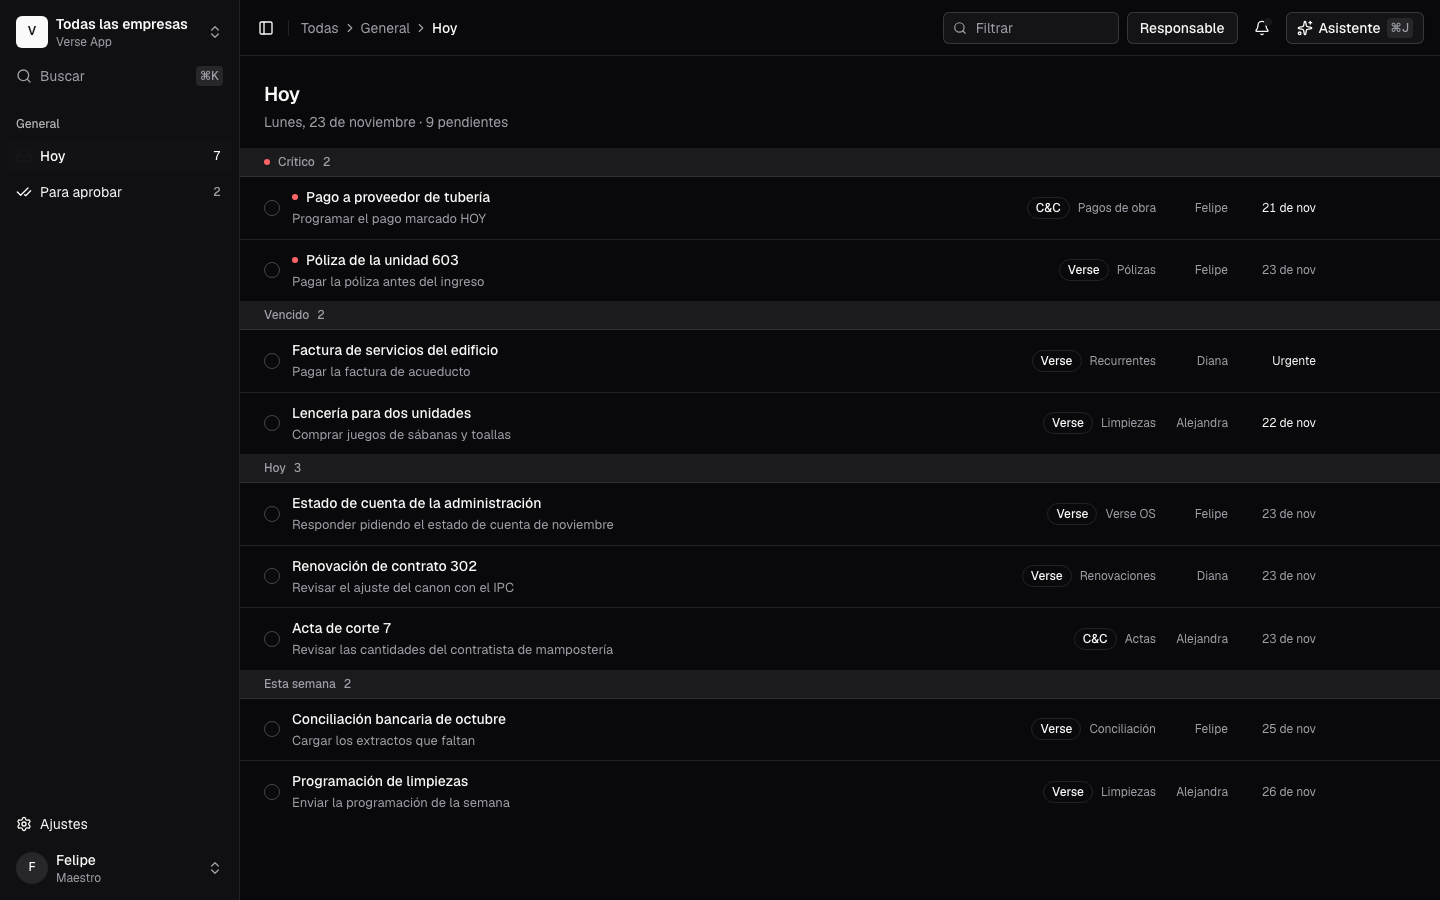 V
Todas las empresas
Verse App
Buscar ⌘K
General
Hoy 7
Para aprobar 2
Ajustes
F
Felipe
Maestro
Todas > General > Hoy
Filtrar
Responsable
Asistente ⌘J
Hoy
Lunes, 23 de noviembre · 9 pendientes
Crítico 2
Pago a proveedor de tubería
Programar el pago marcado HOY
C&C Pagos de obra Felipe 21 de nov
Póliza de la unidad 603
Pagar la póliza antes del ingreso
Verse Pólizas Felipe 23 de nov
Vencido 2
Factura de servicios del edificio
Pagar la factura de acueducto
Verse Recurrentes Diana Urgente
Lencería para dos unidades
Comprar juegos de sábanas y toallas
Verse Limpiezas Alejandra 22 de nov
Hoy 3
Estado de cuenta de la administración
Responder pidiendo el estado de cuenta de noviembre
Verse Verse OS Felipe 23 de nov
Renovación de contrato 302
Revisar el ajuste del canon con el IPC
Verse Renovaciones Diana 23 de nov
Acta de corte 7
Revisar las cantidades del contratista de mampostería
C&C Actas Alejandra 23 de nov
Esta semana 2
Conciliación bancaria de octubre
Cargar los extractos que faltan
Verse Conciliación Felipe 25 de nov
Programación de limpiezas
Enviar la programación de la semana
Verse Limpiezas Alejandra 26 de nov